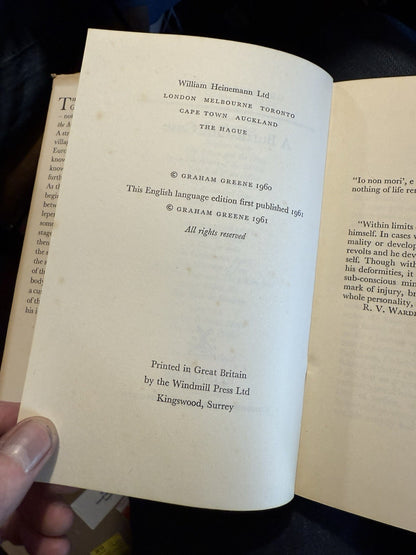 William Heinemann Ltd
LONDON MELBOURNE TORONTO
CAPE TOWN AUCKLAND
THE HAGUE
© GRAHAM GREENE 1960
This English language edition first published 1961
© GRAHAM GREENE 1961
All rights reserved
Printed in Great Britain
by the Windmill Press Ltd
Kingswood, Surrey
"Io non mori', e
nothing of life re
"Within limits
himself. In cases w
mality or develop
revolts and he dev
self. Though with
his deformities, it
sub-conscious min
mark of injury, br
whole personality,
R. V. WARDE